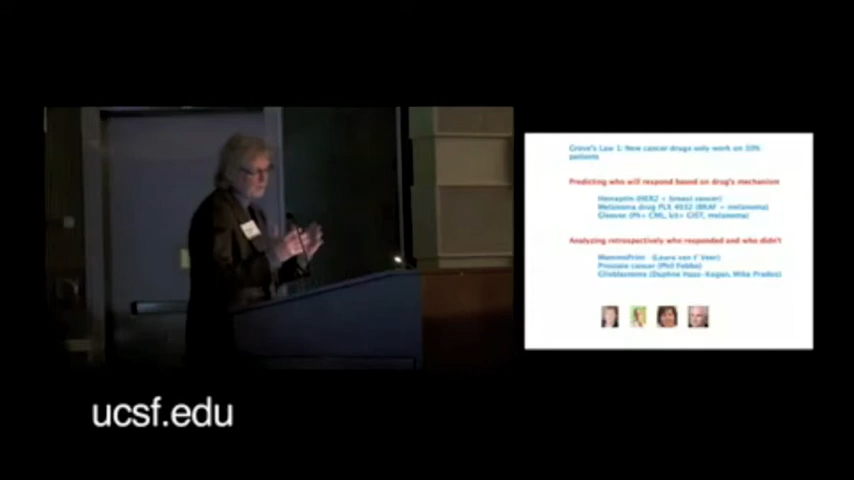 Grove's Law 1: New cancer drugs only work on 10%
patients
Predicting who will respond based on drug's mechanism
Herceptin (HER2 + breast cancer)
Melanoma drug PLX 4032 (BRAF + melanoma)
Gleevec (Ph+ CML, kit+ GIST, melanoma)
Analyzing retrospectively who responded and who didn't
MammaPrint (Laura van t' Veer)
Prostate cancer (Phil Febbo)
Glioblastoma (Daphne Haas-Kogan, Mike Prados)
ucsf.edu